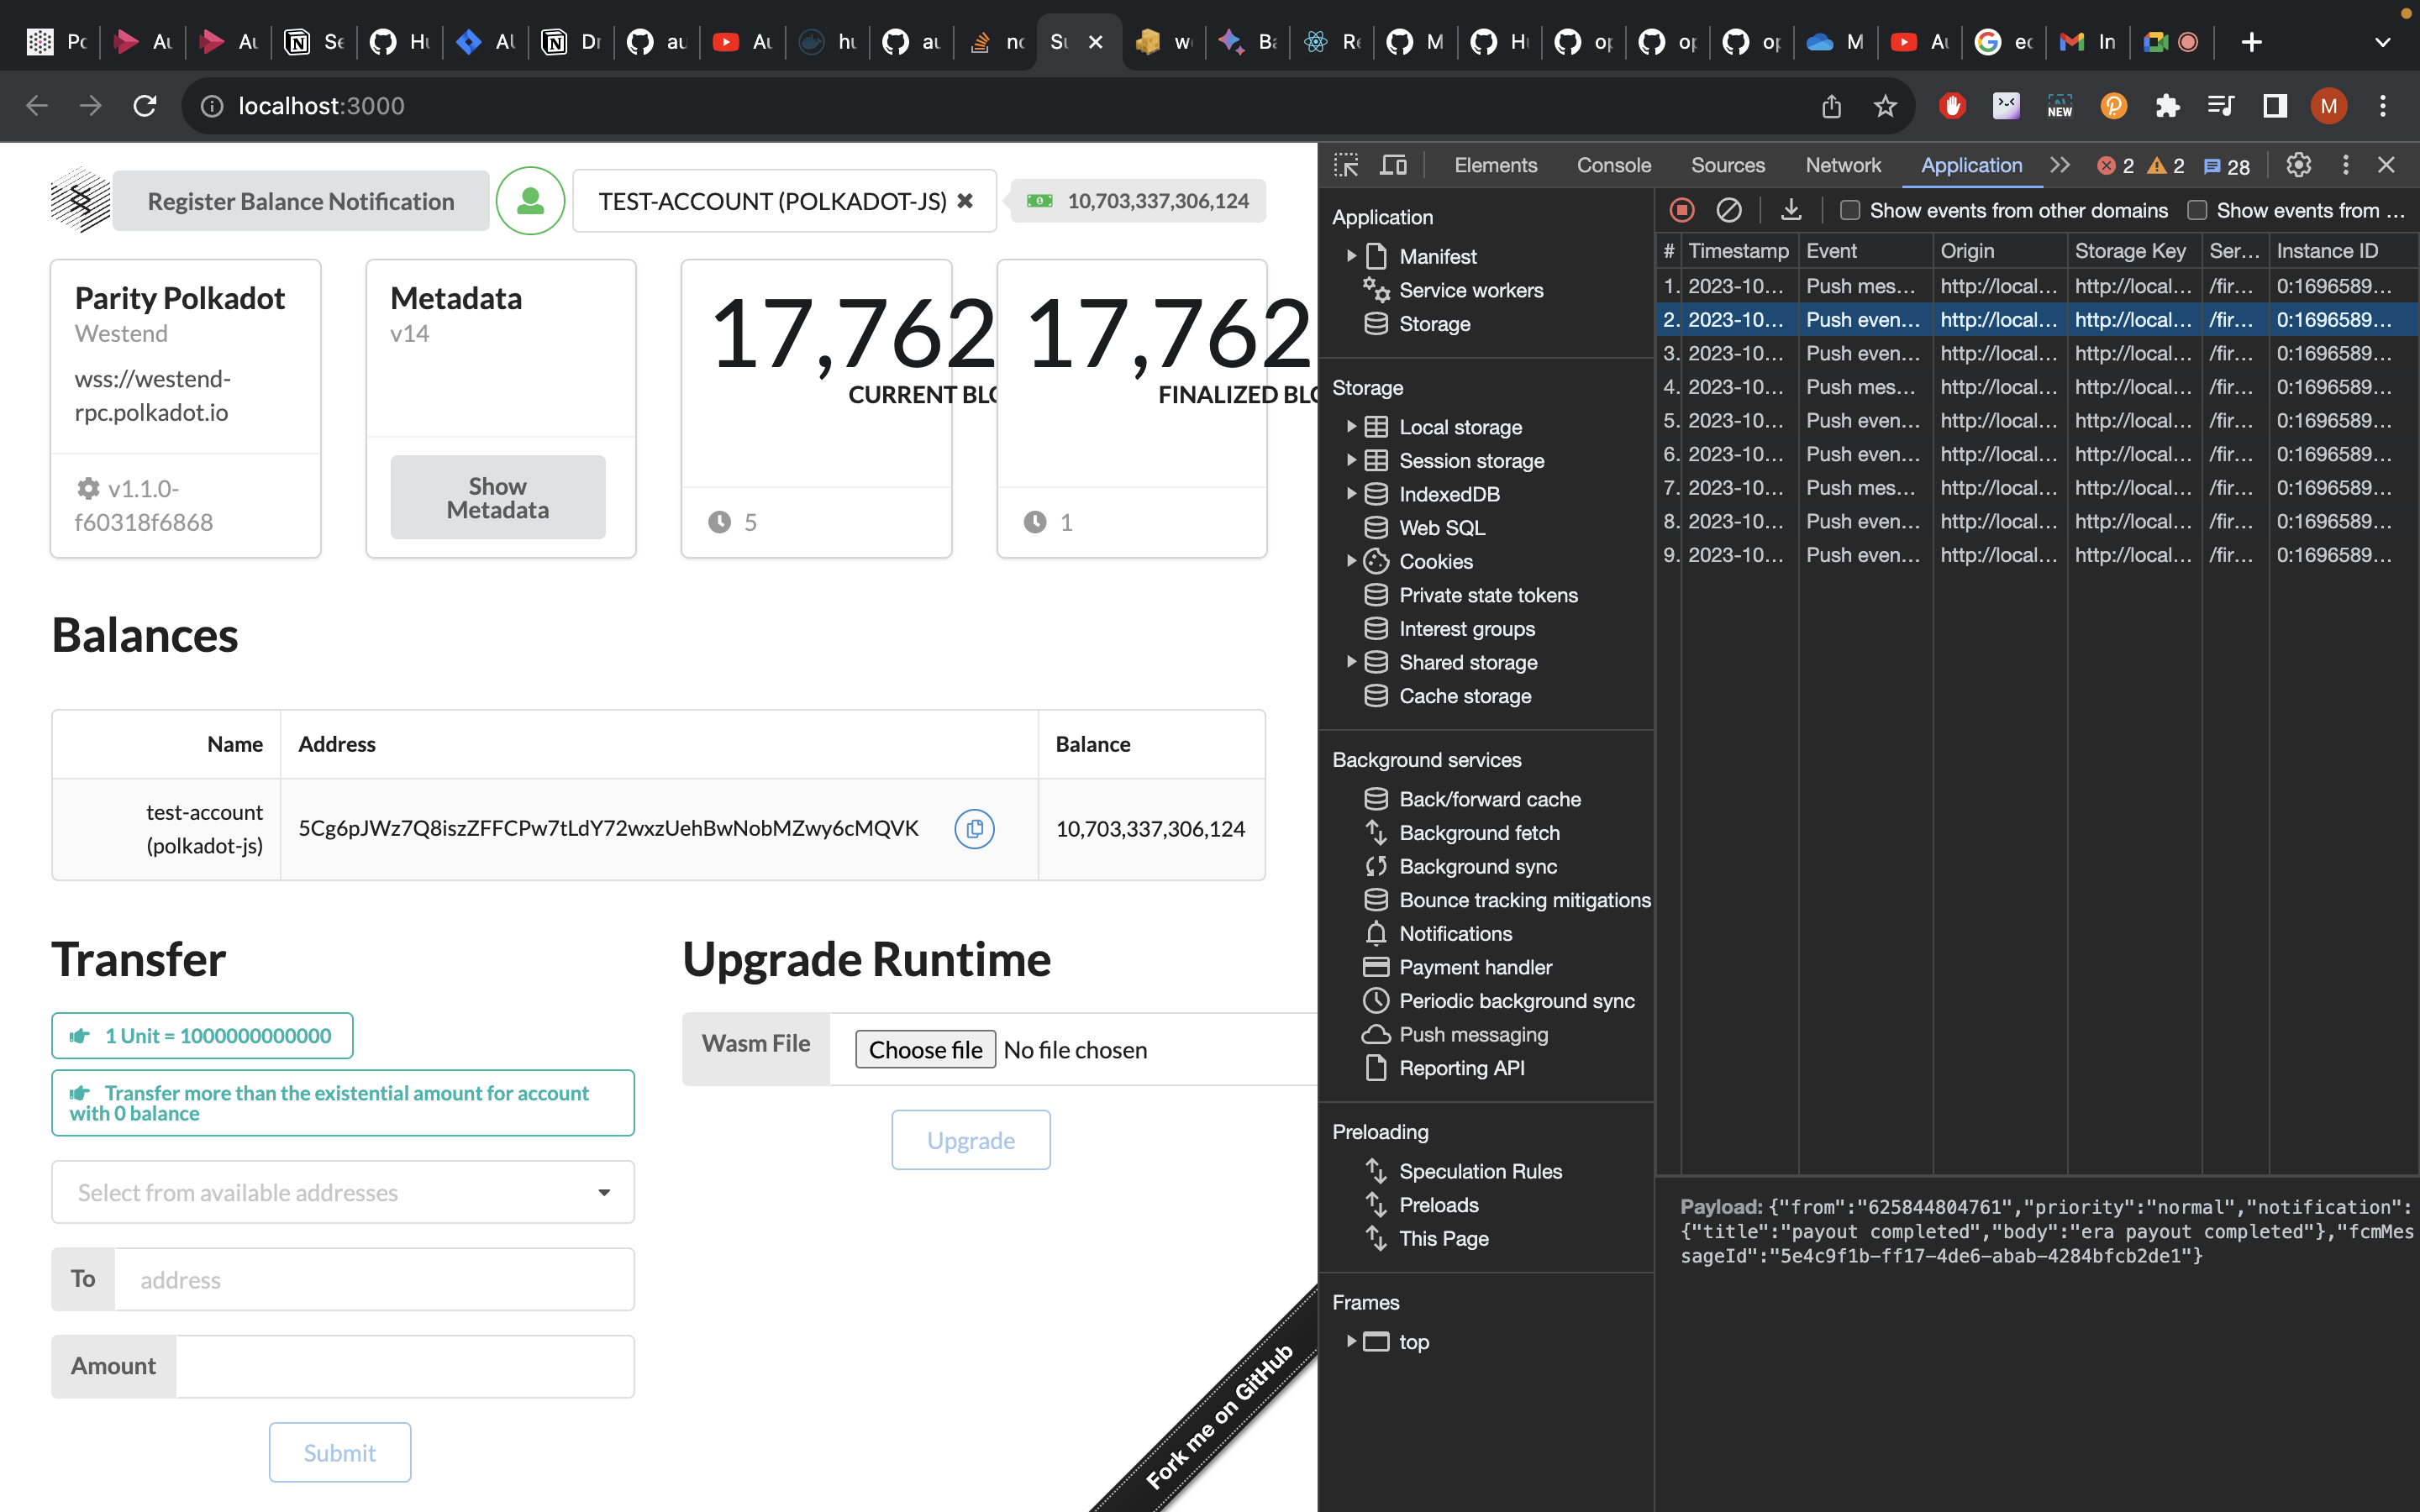 Pc
Au
Au
Se
Hu
AU
Dr
au
Au
hu
au
nc
Su
w
Ba
Re
M
Hu
op
op
op
M
Au
ec
In
localhost:3000
NEW
M
Register Balance Notification
TEST-ACCOUNT (POLKADOT-JS)
10,703,337,306,124
Parity Polkadot
Westend
wss://westend-
rpc.polkadot.io
v1.1.0-
f60318f6868
Metadata
v14
Show
Metadata
17,762
CURRENT BLO
5
17,762
FINALIZED BLO
1
Balances
Name Address Balance
test-account
(polkadot-js)
5Cg6pJWz7Q8iszZFFCPw7tLdY72wxzUehBwNobMZwy6cMQVK
10,703,337,306,124
Transfer
1 Unit = 1000000000000
Transfer more than the existential amount for account
with 0 balance
Select from available addresses
To address
Amount
Submit
Upgrade Runtime
Wasm File Choose file No file chosen
Upgrade
Fork me on GitHub
Elements Console Sources Network Application 2 2 28
Application
Manifest
Service workers
Storage
Storage
Local storage
Session storage
IndexedDB
Web SQL
Cookies
Private state tokens
Interest groups
Shared storage
Cache storage
Background services
Back/forward cache
Background fetch
Background sync
Bounce tracking mitigations
Notifications
Payment handler
Periodic background sync
Push messaging
Reporting API
Preloading
Speculation Rules
Preloads
This Page
Frames
top
Show events from other domains Show events from ...
# Timestamp Event Origin Storage Key Ser... Instance ID
1. 2023-10... Push mes... http://local... http://local... /fir... 0:1696589...
2. 2023-10... Push even... http://local... http://local... /fir... 0:1696589...
3. 2023-10... Push even... http://local... http://local... /fir... 0:1696589...
4. 2023-10... Push mes... http://local... http://local... /fir... 0:1696589...
5. 2023-10... Push even... http://local... http://local... /fir... 0:1696589...
6. 2023-10... Push even... http://local... http://local... /fir... 0:1696589...
7. 2023-10... Push mes... http://local... http://local... /fir... 0:1696589...
8. 2023-10... Push even... http://local... http://local... /fir... 0:1696589...
9. 2023-10... Push even... http://local... http://local... /fir... 0:1696589...
Payload: {"from":"625844804761","priority":"normal","notification":
{"title":"payout completed","body":"era payout completed"},"fcmMes
sageId":"5e4c9f1b-ff17-4de6-abab-4284bfcb2de1"}